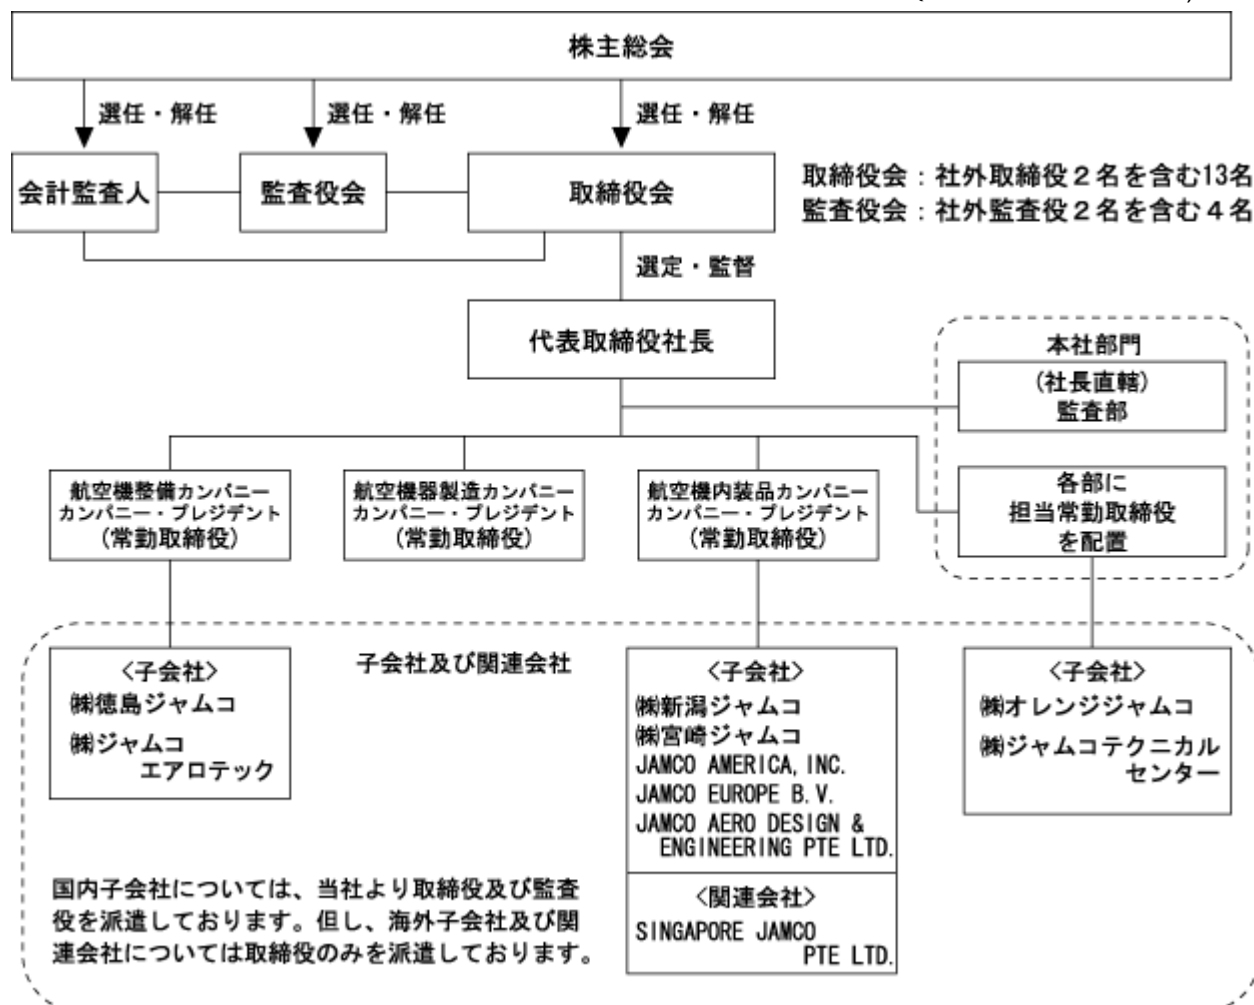 株主総会
選任・解任
選任・解任
選任・解任
会計監査人
監査役会
取締役会
取締役会：社外取締役２名を含む13名
監査役会：社外監査役２名を含む４名
選定・監督
代表取締役社長
本社部門
(社長直轄)
監査部
航空機整備カンパニー
カンパニー・プレジデント
(常勤取締役)
航空機器製造カンパニー
カンパニー・プレジデント
(常勤取締役)
航空機内装品カンパニー
カンパニー・プレジデント
(常勤取締役)
各部に
担当常勤取締役
を配置
子会社及び関連会社
〈子会社〉
㈱徳島ジャムコ
㈱ジャムコ
エアロテック
〈子会社〉
㈱新潟ジャムコ
㈱宮崎ジャムコ
JAMCO AMERICA, INC.
JAMCO EUROPE B.V.
JAMCO AERO DESIGN &
ENGINEERING PTE LTD.
〈関連会社〉
SINGAPORE JAMCO
PTE LTD.
〈子会社〉
㈱オレンジジャムコ
㈱ジャムコテクニカル
センター
国内子会社については、当社より取締役及び監査
役を派遣しております。但し、海外子会社及び関
連会社については取締役のみを派遣しております。